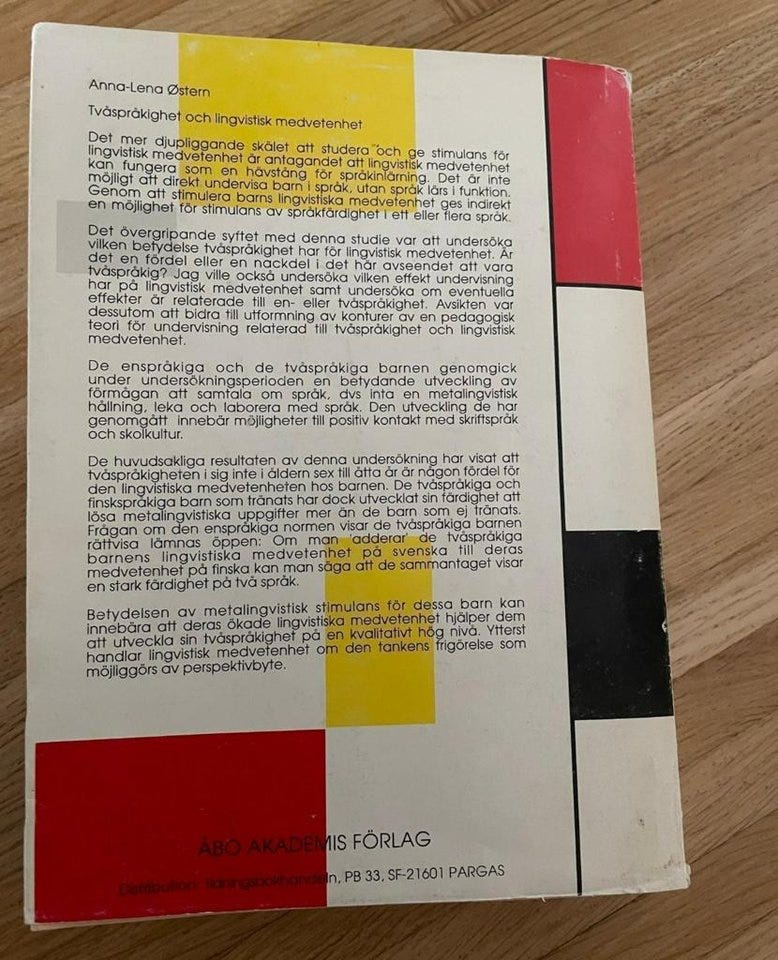 Anna-Lena Østern
Tvåspråkighet och lingvistisk medvetenhet
Det mer djupliggande skälet att studera och ge stimulans för
lingvistisk medvetenhet är antagandet att lingvistisk medvetenhet
kan fungera som en hävstång för språkinlärning. Det är inte
möjligt att direkt undervisa barn i språk, utan språk lärs i funktion.
Genom att stimulera barns lingvistiska medvetenhet ges indirekt
en möjlighet för stimulans av språkfärdighet i ett eller flera språk.
Det övergripande syftet med denna studie var att undersöka
vilken betydelse tvåspråkighet har för lingvistisk medvetenhet. Är
det en fördel eller en nackdel i det här avseendet att vara
tvåspråkig? Jag ville också undersöka vilken effekt undervisning
har på lingvistisk medvetenhet samt undersöka om eventuella
effekter är relaterade till en- eller tvåspråkighet. Avsikten var
dessutom att bidra till utformning av konturer av en pedagogisk
teori för undervisning relaterad till tvåspråkighet och lingvistisk
medvetenhet.
De enspråkiga och de tvåspråkiga barnen genomgick
under undersökningsperioden en betydande utveckling av
förmågan att samtala om språk, dvs inta en metalingvistisk
hållning, leka och laborera med språk. Den utveckling de har
genomgått innebär möjligheter till positiv kontakt med skriftspråk
och skolkultur.
De huvudsakliga resultaten av denna undersökning har visat att
tvåspråkigheten i sig inte i åldern sex till åtta år är någon fördel för
den lingvistiska medvetenheten hos barnen. De tvåspråkiga och
finskspråkiga barn som tränats har dock utvecklat sin färdighet att
lösa metalingvistiska uppgifter mer än de barn som ej tränats.
Frågan om den enspråkiga normen visar de tvåspråkiga barnen
rättvisa lämnas öppen: Om man 'adderar' de tvåspråkiga
barnens lingvistiska medvetenhet på svenska till deras
medvetenhet på finska kan man säga att de sammantaget visar
en stark färdighet på två språk.
Betydelsen av metalingvistisk stimulans för dessa barn kan
innebära att deras ökade lingvistiska medvetenhet hjälper dem
att utveckla sin tvåspråkighet på en kvalitativt hög nivå. Ytterst
handlar lingvistisk medvetenhet om den tankens frigörelse som
möjliggörs av perspektivbyte.
ÅBO AKADEMIS FÖRLAG
Distribution: Tidningsbokhandeln, PB 33, SF-21601 PARGAS